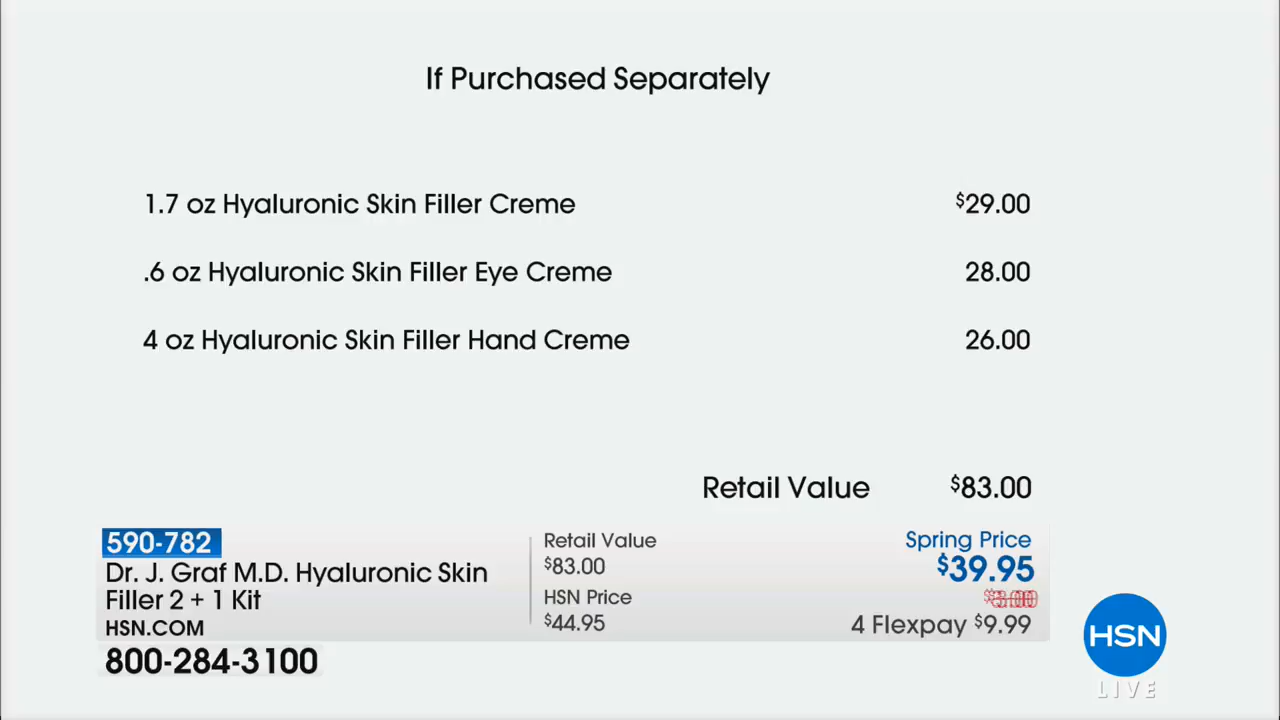 If Purchased Separately
1.7 oz Hyaluronic Skin Filler Creme $29.00
.6 oz Hyaluronic Skin Filler Eye Creme 28.00
4 oz Hyaluronic Skin Filler Hand Creme 26.00
Retail Value $83.00
590-782
Dr. J. Graf M.D. Hyaluronic Skin
Filler 2 + 1 Kit
HSN.COM
800-284-3100
Retail Value
$83.00
HSN Price
$44.95
Spring Price
$39.95
4 Flexpay $9.99
HSN
LIVE